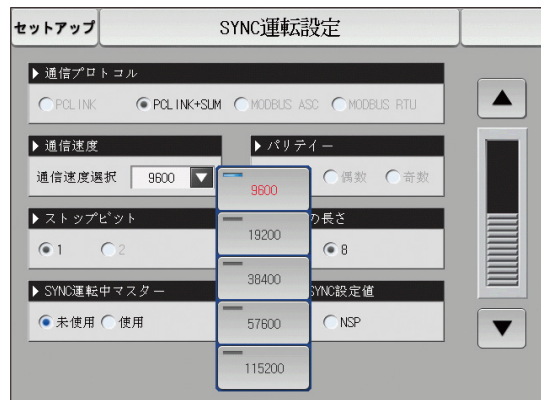 セットアップ
SYNC運転設定
▶ 通信プロトコル
PCLINK
PCLINK+SUM
MODBUS ASC
MODBUS RTU
▶ 通信速度
▶ パリティー
通信速度選択
9600
偶数
奇数
9600
19200
38400
57600
115200
▶ ストップビット
の長さ
1
2
8
▶ SYNC運転中マスター
SYNC設定値
未使用
使用
NSP